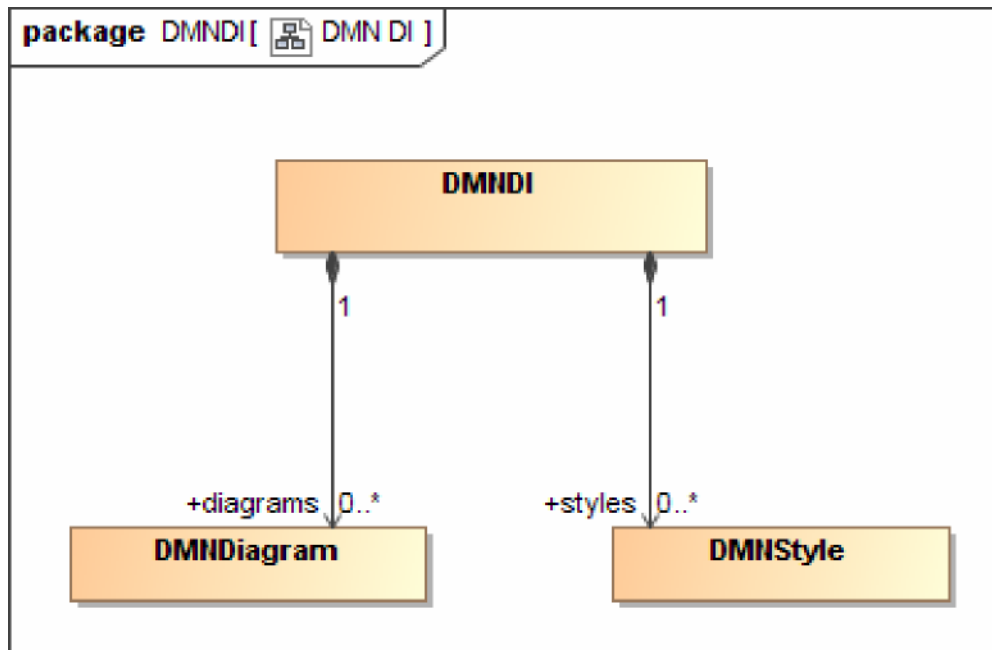 package DMNDI[ DMN DI ]
DMNDI
1 1
+diagrams 0..* +styles 0..*
DMNDiagram DMNStyle